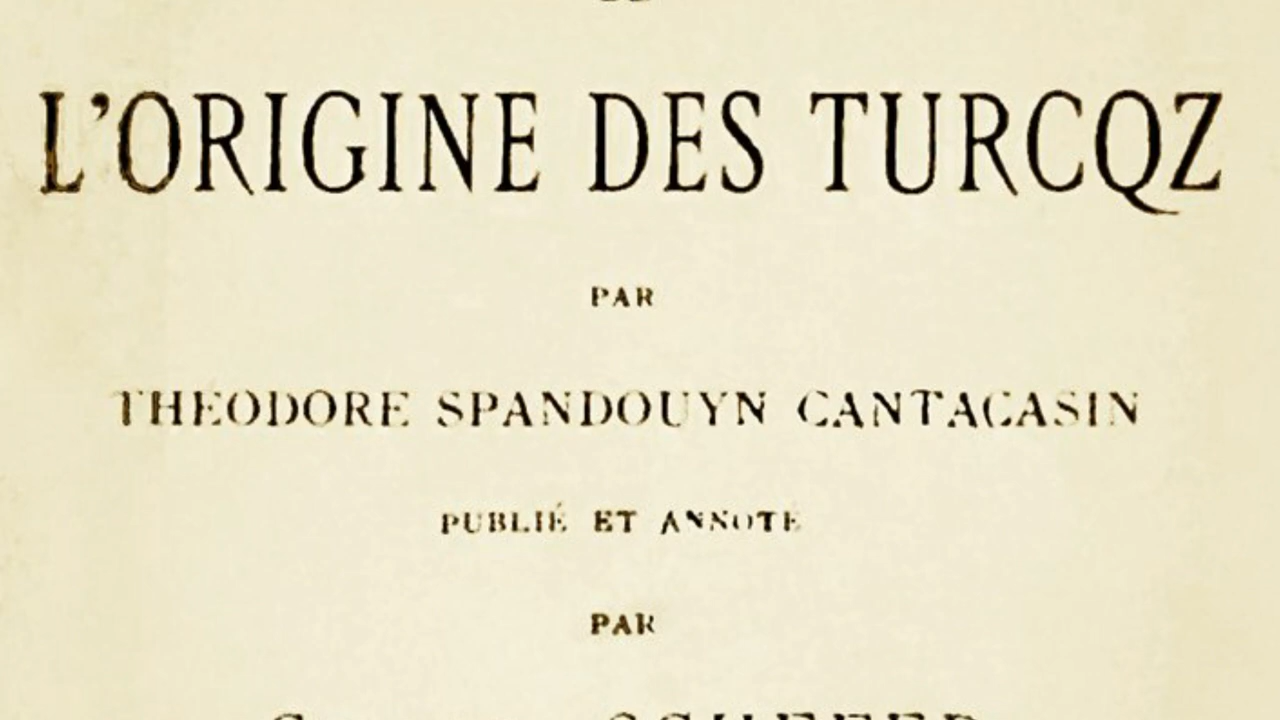 L'ORIGINE DES TURCQZ
PAR
THEODORE SPANDOUYN CANTACASIN
PUBLIÉ ET ANNOTÉ
PAR